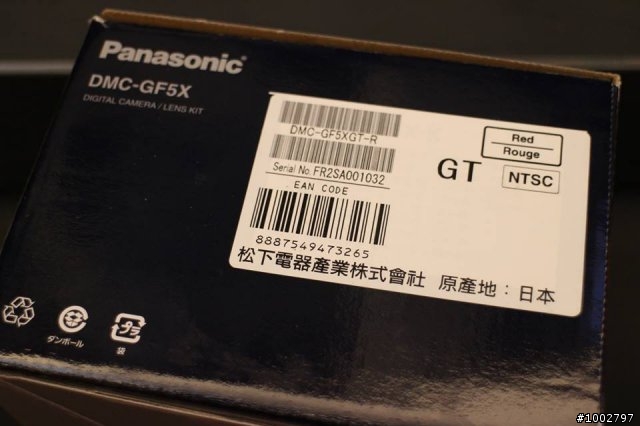 Panasonic
DMC-GF5X
DIGITAL CAMERA / LENS KIT
DMC-GF5XGT-R
Serial No. FR2SA001032
EAN CODE
8887549473265
GT
Red
Rouge
NTSC
松下電器產業株式會社 原產地：日本
ダンボール
プラ
袋
#1002797